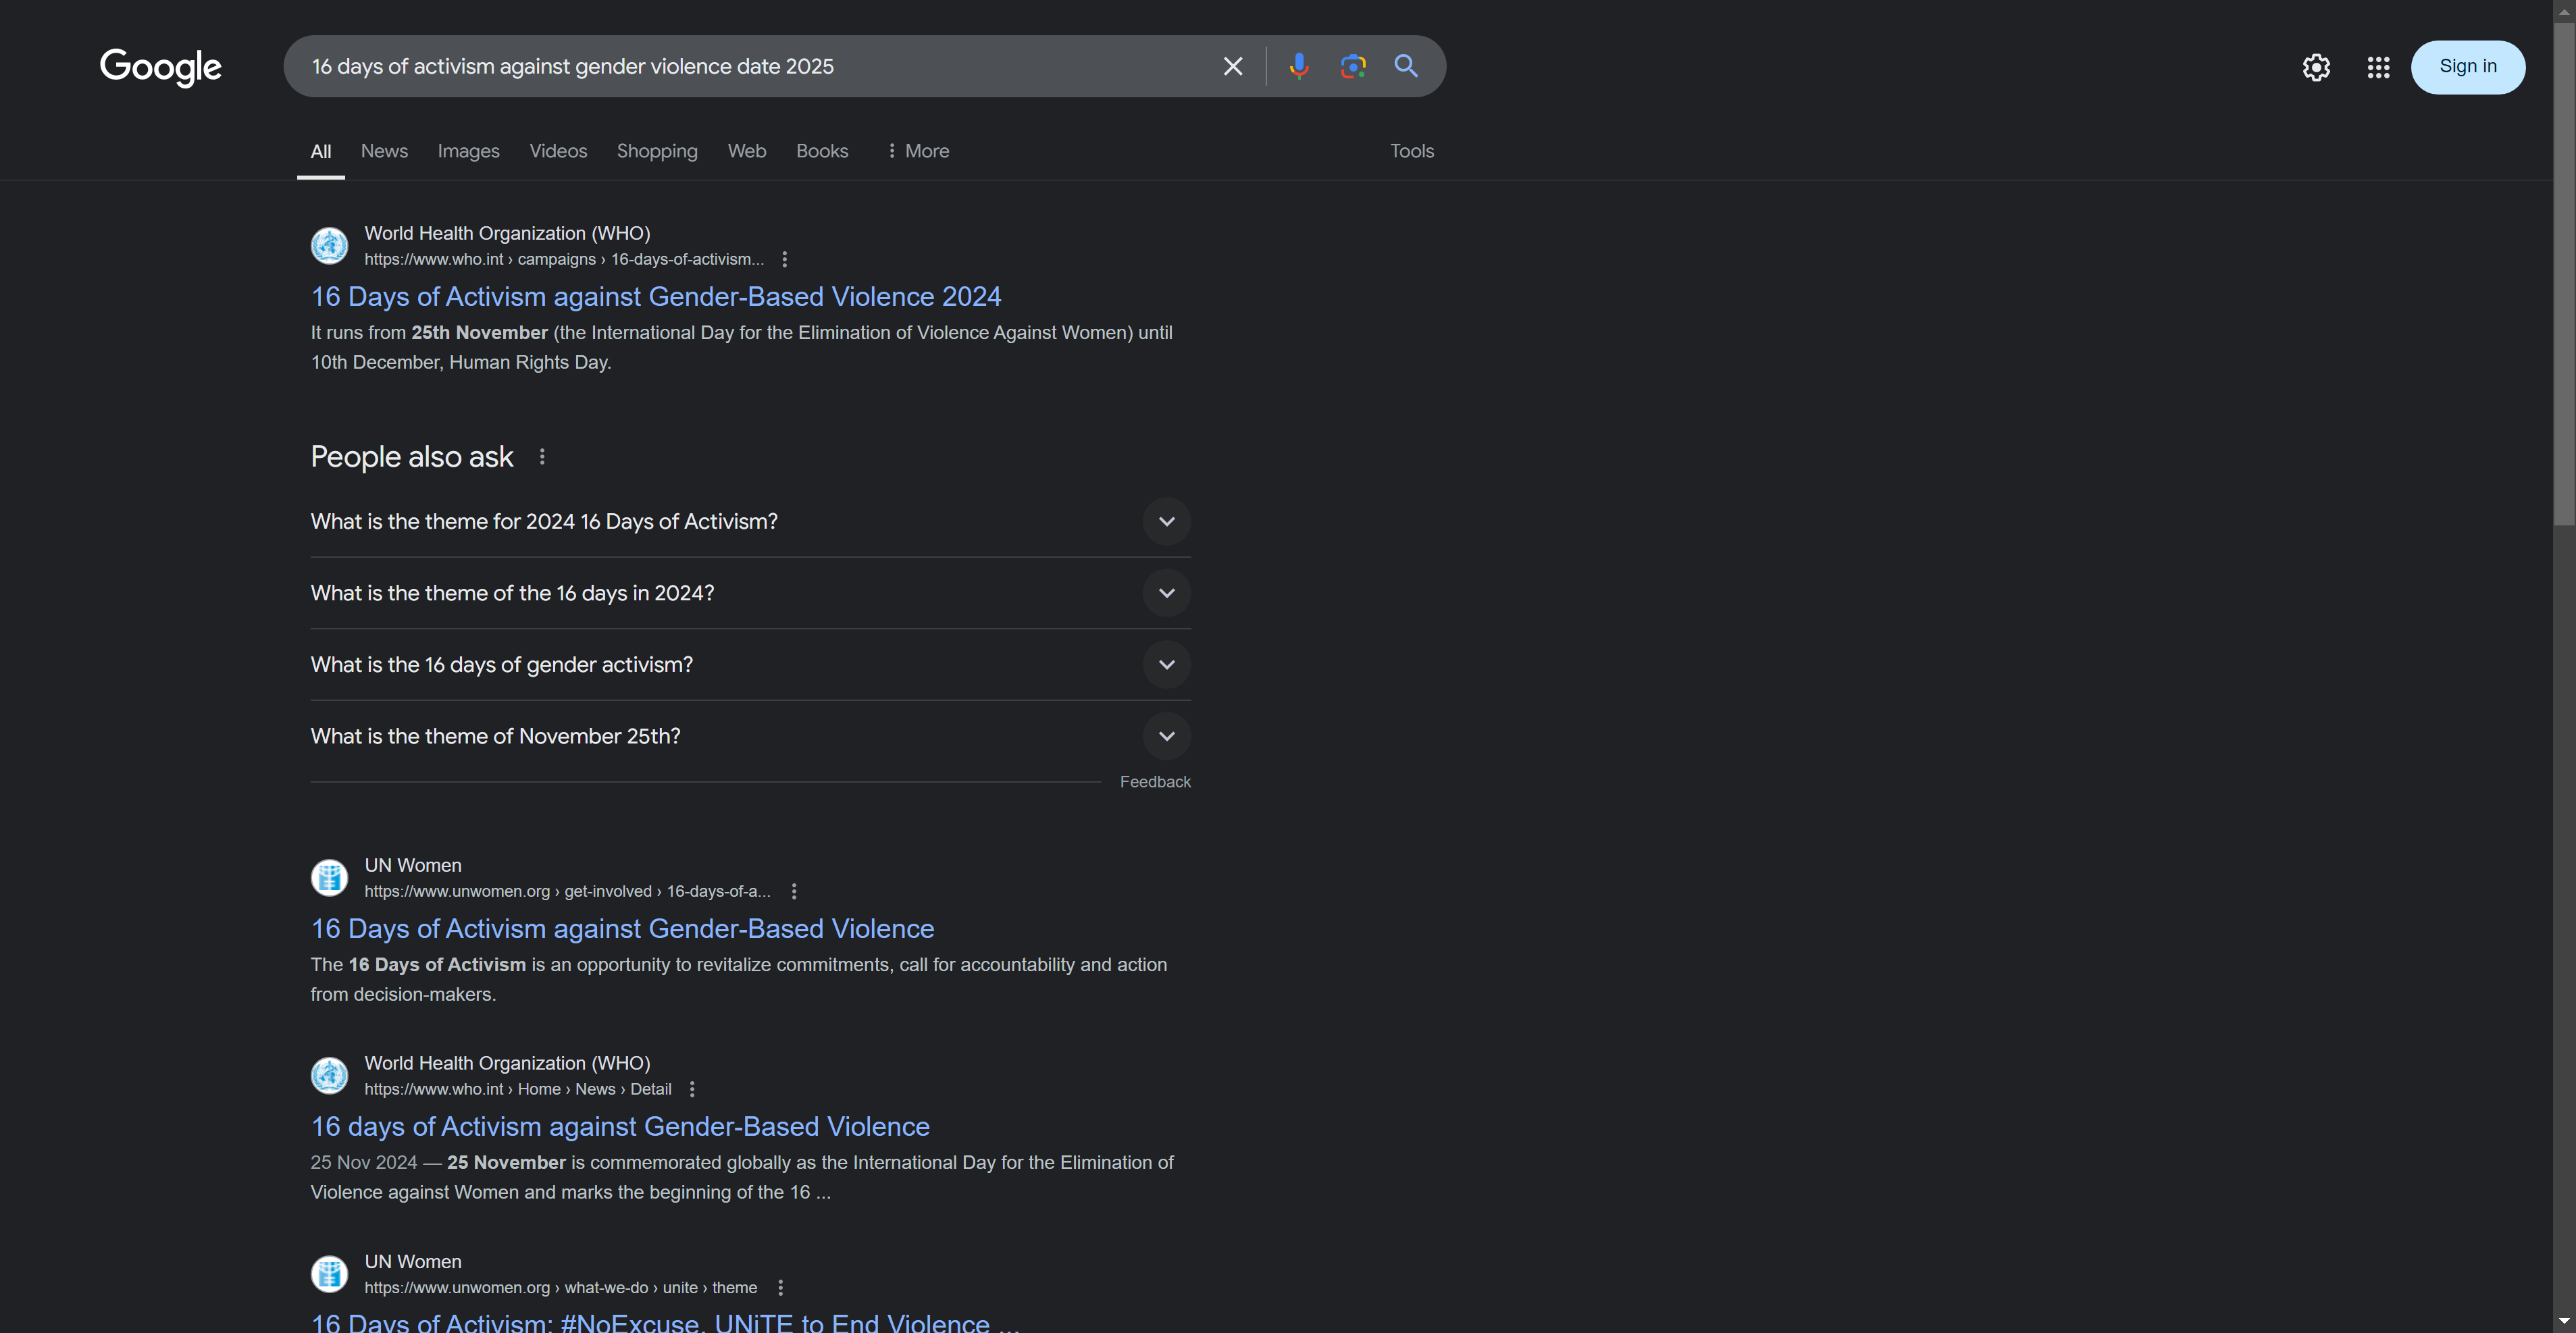 Google
16 days of activism against gender violence date 2025
Sign in
All News Images Videos Shopping Web Books More Tools
World Health Organization (WHO)
https://www.who.int › campaigns › 16-days-of-activism...
16 Days of Activism against Gender-Based Violence 2024
It runs from 25th November (the International Day for the Elimination of Violence Against Women) until
10th December, Human Rights Day.
People also ask
What is the theme for 2024 16 Days of Activism?
What is the theme of the 16 days in 2024?
What is the 16 days of gender activism?
What is the theme of November 25th?
Feedback
UN Women
https://www.unwomen.org › get-involved › 16-days-of-a...
16 Days of Activism against Gender-Based Violence
The 16 Days of Activism is an opportunity to revitalize commitments, call for accountability and action
from decision-makers.
World Health Organization (WHO)
https://www.who.int › Home › News › Detail
16 days of Activism against Gender-Based Violence
25 Nov 2024 — 25 November is commemorated globally as the International Day for the Elimination of
Violence against Women and marks the beginning of the 16 ...
UN Women
https://www.unwomen.org › what-we-do › unite › theme
16 Days of Activism: #NoExcuse. UNiTE to End Violence ...